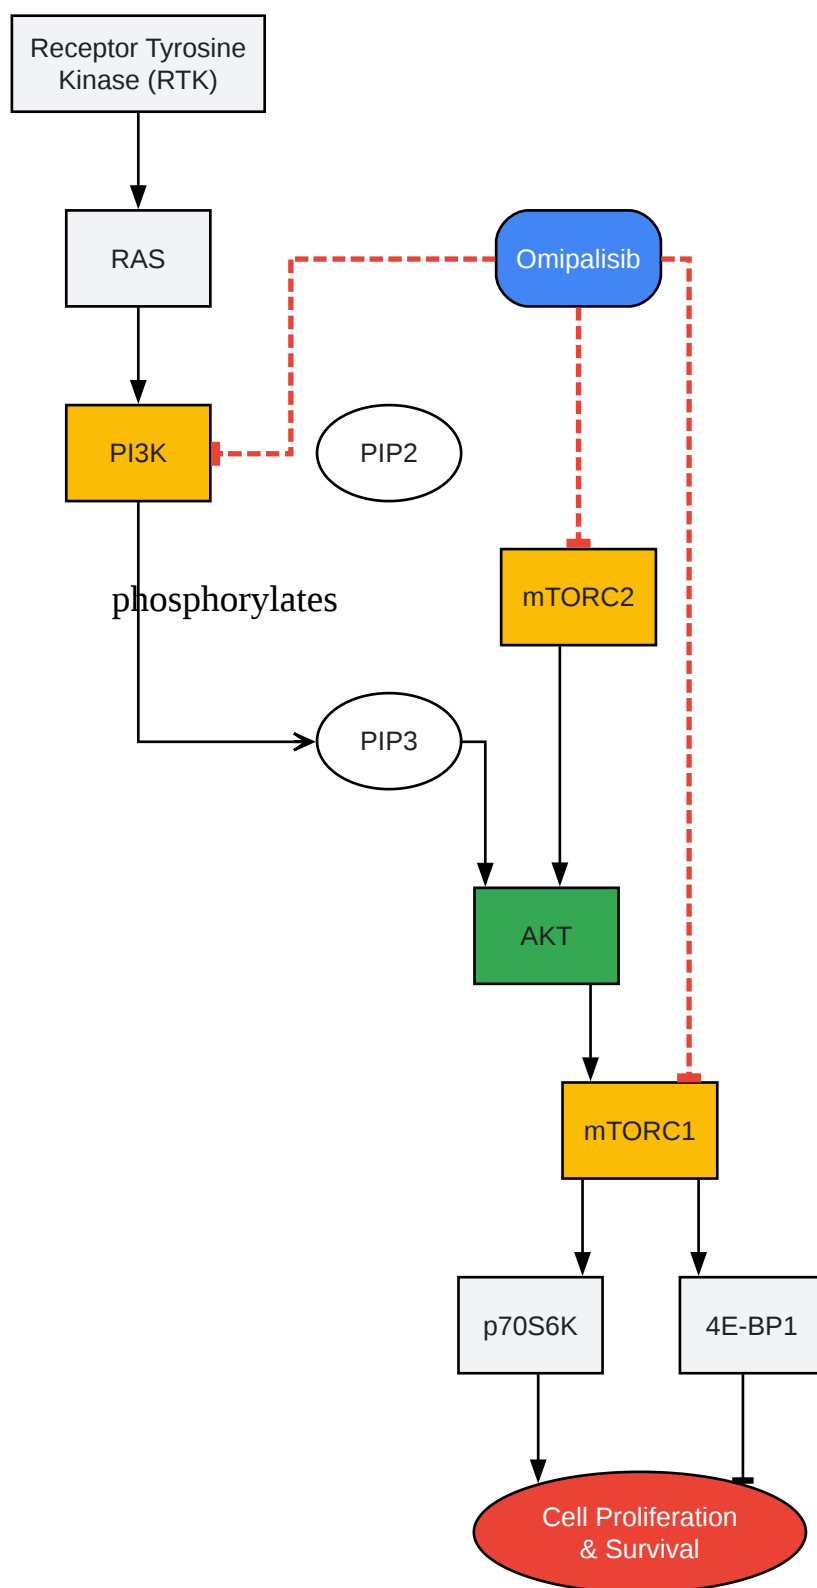 Receptor Tyrosine
Kinase (RTK)
RAS
Omipalisib
PI3K
PIP2
mTORC2
phosphorylates
PIP3
AKT
mTORC1
p70S6K
4E-BP1
Cell Proliferation
& Survival